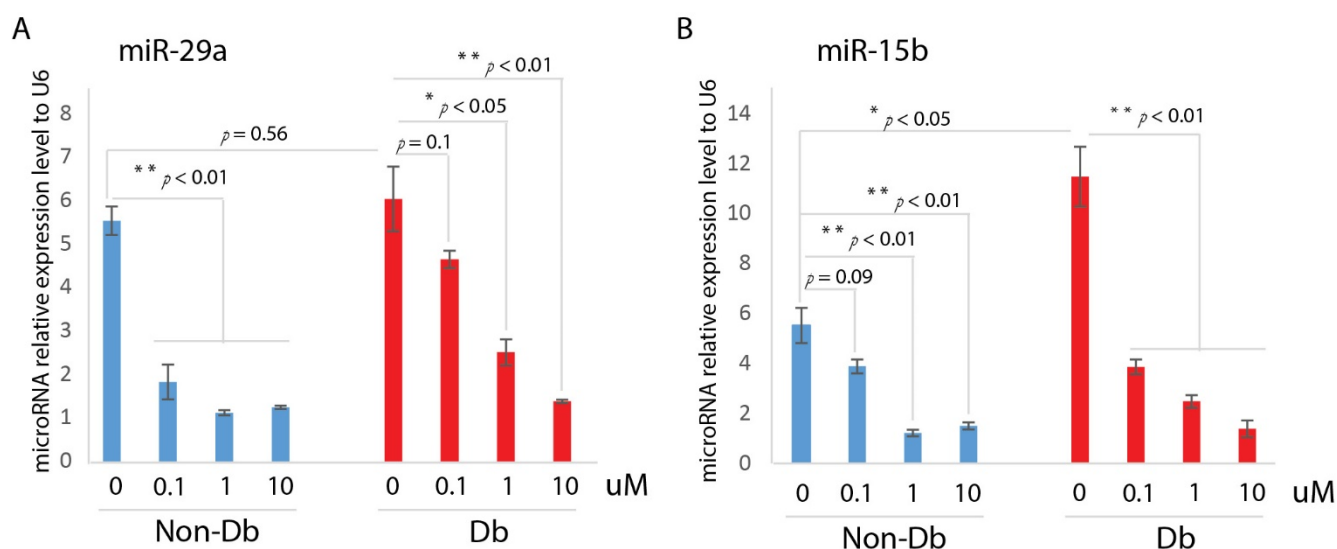 A
miR-29a
microRNA relative expression level to U6
8
7
6
5
4
3
2
1
0
** p < 0.01
* p < 0.05
p = 0.1
p = 0.56
** p < 0.01
0 0.1 1 10 0 0.1 1 10 uM
Non-Db Db
B
miR-15b
microRNA relative expression level to U6
14
12
10
8
6
4
2
0
* p < 0.05
** p < 0.01
** p < 0.01
** p < 0.01
p = 0.09
0 0.1 1 10 0 0.1 1 10 uM
Non-Db Db